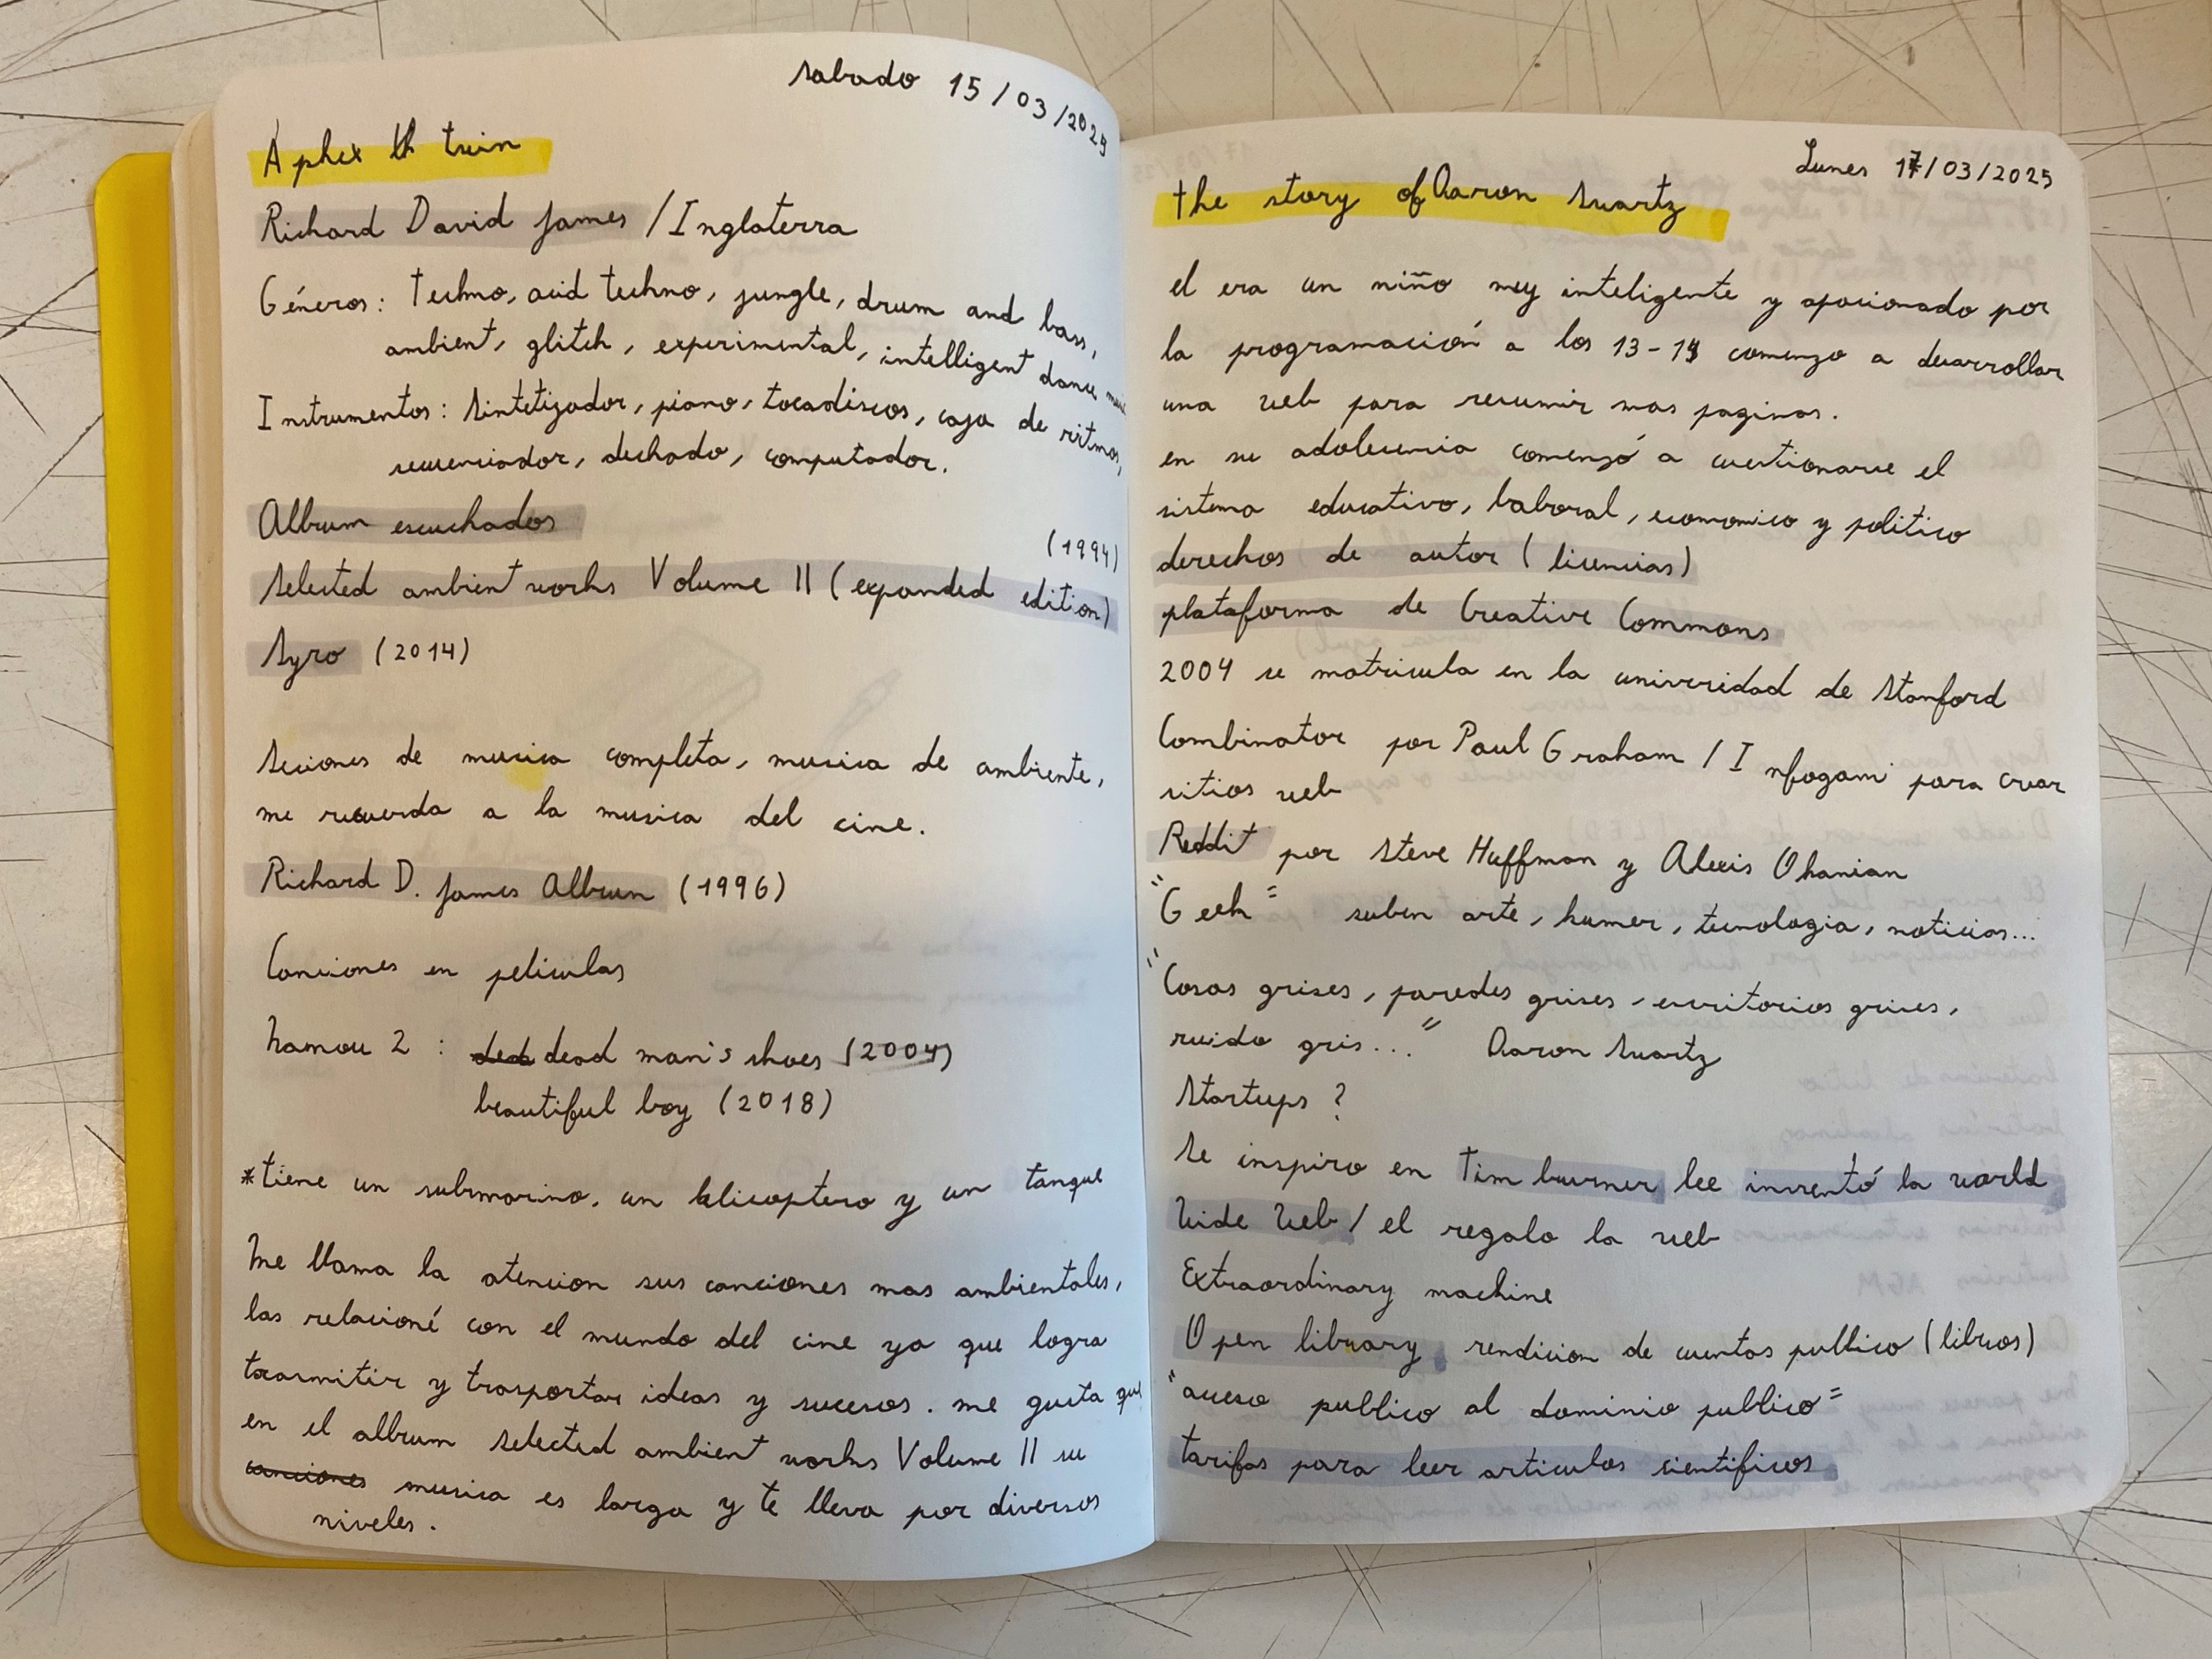 sabado 15/03/2025
Aphex twin
Richard David James / Inglaterra
Géneros: Techno, acid techno, jungle, drum and bass,
ambient, glitch, experimental, intelligent dance music
Instrumentos: Sintetizador, piano, tocadiscos, caja de ritmos,
secuenciador, dechado, computador.
Album escuchados
(1994)
Selected ambient works Volume II (expanded edition)
Syro (2014)
Seciones de musica completa, musica de ambiente,
me recuerda a la musica del cine.
Richard D. James Album (1996)
Canciones en peliculas
Nanou 2: dead man's shoes (2004)
beautiful boy (2018)
*tiene un submarino, un helicoptero y un tanque
Me llama la atencion sus canciones mas ambientales,
las relacioné con el mundo del cine ya que logra
trasmitir y trasportar ideas y sucesos. me gusta que
en el album selected ambient works Volume II su
canciones musica es larga y te lleva por diversos
niveles.
Lunes 17/03/2025
the story of Aaron Swartz
el era un niño muy inteligente y apacionado por
la programación a los 13-14 comenzo a desarrollar
una web para resumir mas paginas.
en su adolesencia comenzó a cuestionarse el
sistema educativo, laboral, economico y politico
derechos de autor (licencias)
plataforma de Creative Commons
2004 se matricula en la universidad de Stanford
Combinator por Paul Graham / Infogami para crear
sitios web
Reddit por Steve Huffman y Alexis Ohanian
"Geek" suben arte, humor, tecnologia, noticias...
"Cosas grises, paredes grises, escritorios grises,
ruido gris..." Aaron Swartz
Startups?
Se inspiro en Tim burner lee inventó la world
Wide Web / el regalo la web
Extraordinary machine
Open library rendicion de cuentas publico (libros)
"acceso publico al dominio publico"
tarifas para leer articulos cientificos